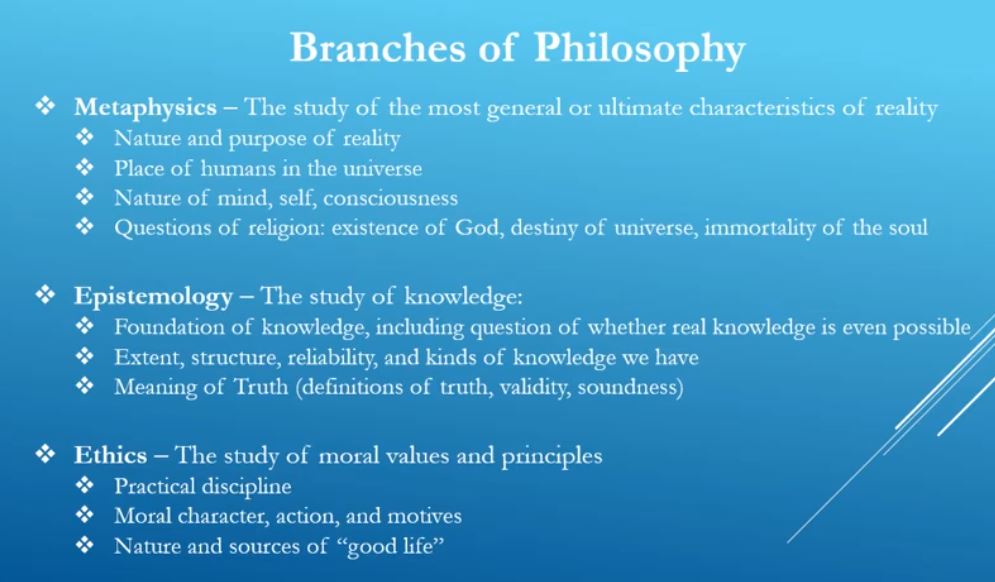 Branches of Philosophy
❖ Metaphysics – The study of the most general or ultimate characteristics of reality
❖ Nature and purpose of reality
❖ Place of humans in the universe
❖ Nature of mind, self, consciousness
❖ Questions of religion: existence of God, destiny of universe, immortality of the soul
❖ Epistemology – The study of knowledge:
❖ Foundation of knowledge, including question of whether real knowledge is even possible
❖ Extent, structure, reliability, and kinds of knowledge we have
❖ Meaning of Truth (definitions of truth, validity, soundness)
❖ Ethics – The study of moral values and principles
❖ Practical discipline
❖ Moral character, action, and motives
❖ Nature and sources of “good life”